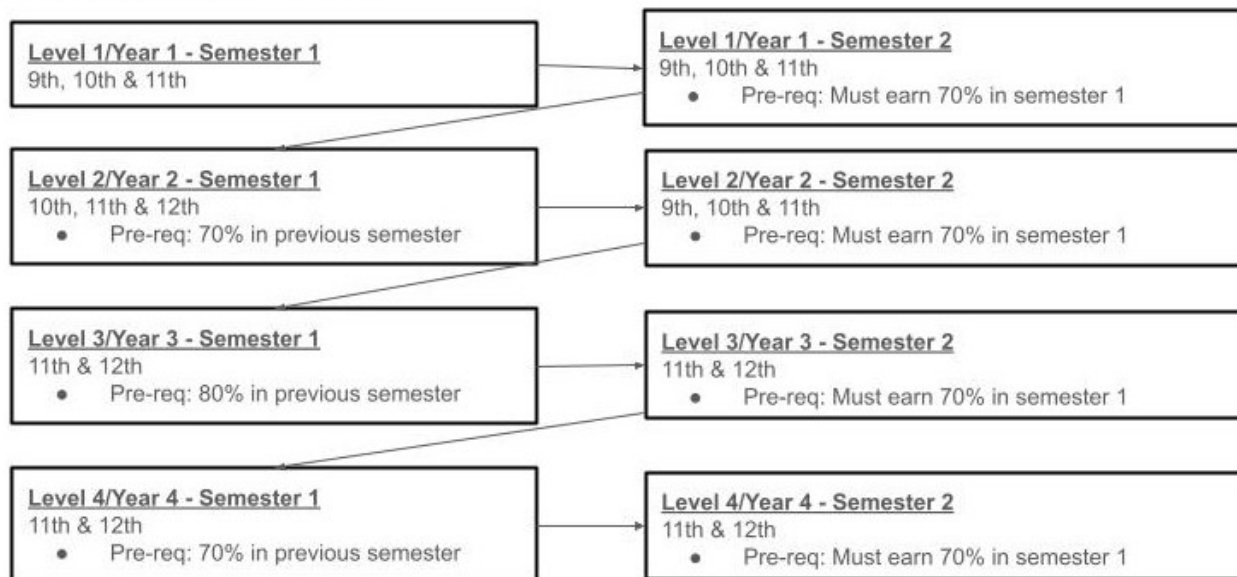 Level 1/Year 1 - Semester 1
9th, 10th & 11th
Level 1/Year 1 - Semester 2
9th, 10th & 11th
● Pre-req: Must earn 70% in semester 1
Level 2/Year 2 - Semester 1
10th, 11th & 12th
● Pre-req: 70% in previous semester
Level 2/Year 2 - Semester 2
9th, 10th & 11th
● Pre-req: Must earn 70% in semester 1
Level 3/Year 3 - Semester 1
11th & 12th
● Pre-req: 80% in previous semester
Level 3/Year 3 - Semester 2
11th & 12th
● Pre-req: Must earn 70% in semester 1
Level 4/Year 4 - Semester 1
11th & 12th
● Pre-req: 70% in previous semester
Level 4/Year 4 - Semester 2
11th & 12th
● Pre-req: Must earn 70% in semester 1